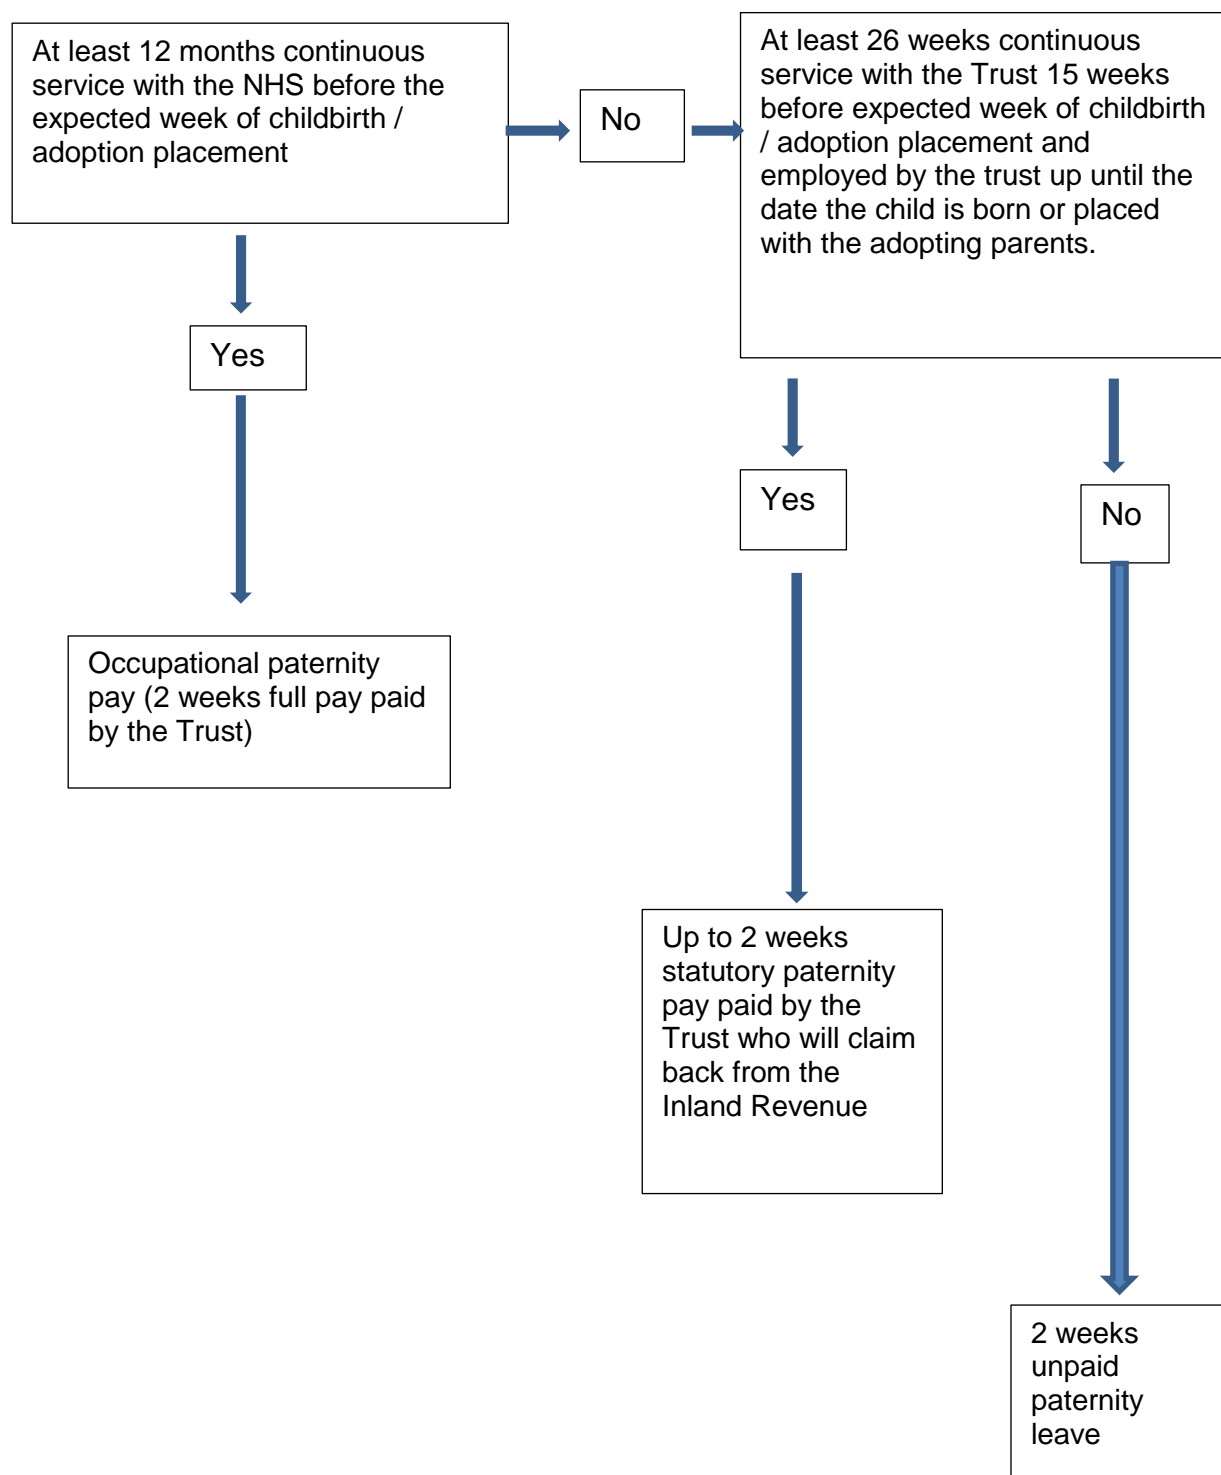 At least 12 months continuous
service with the NHS before the
expected week of childbirth /
adoption placement
No
At least 26 weeks continuous
service with the Trust 15 weeks
before expected week of childbirth
/ adoption placement and
employed by the trust up until the
date the child is born or placed
with the adopting parents.
Yes
Yes
No
Occupational paternity
pay (2 weeks full pay paid
by the Trust)
Up to 2 weeks
statutory paternity
pay paid by the
Trust who will claim
back from the
Inland Revenue
2 weeks
unpaid
paternity
leave